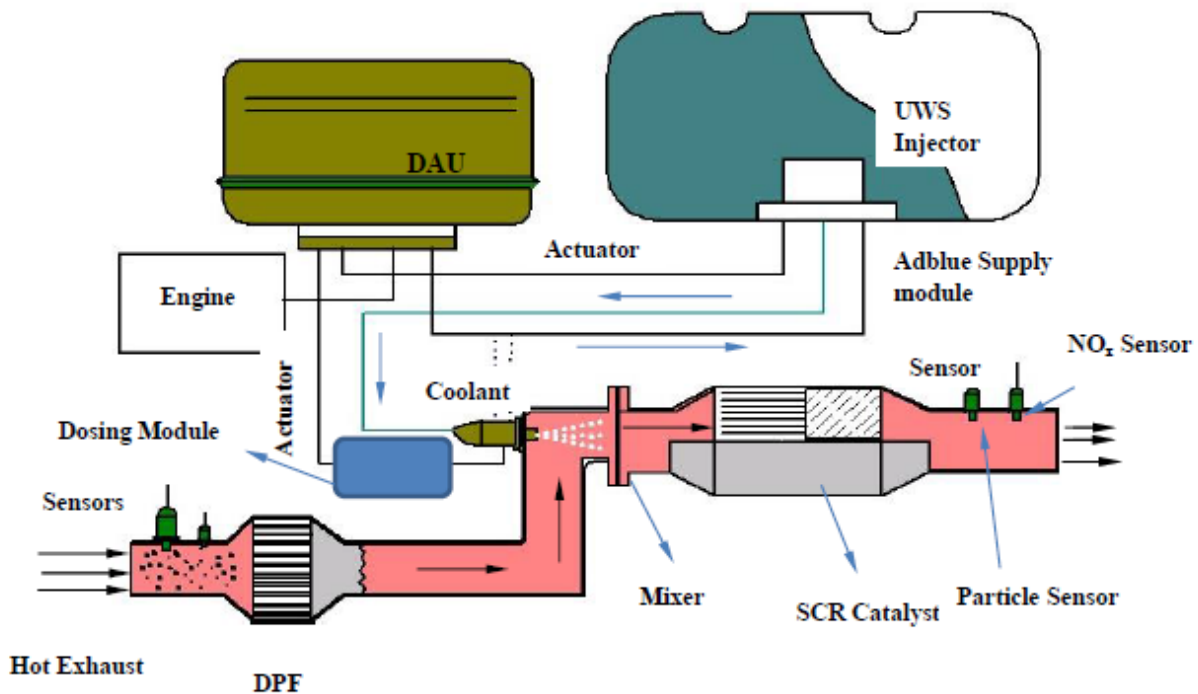 UWS
Injector
DAU
Actuator
Adblue Supply
module
Engine
NOx Sensor
Sensor
Coolant
Actuator
Dosing Module
Sensors
Mixer
SCR Catalyst
Particle Sensor
Hot Exhaust
DPF